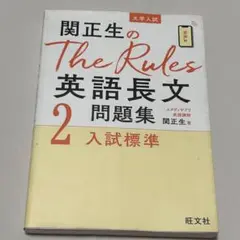 大学入試
関正生の
The Rules
英語長文
問題集
2 入試標準
関正生 著
旺文社